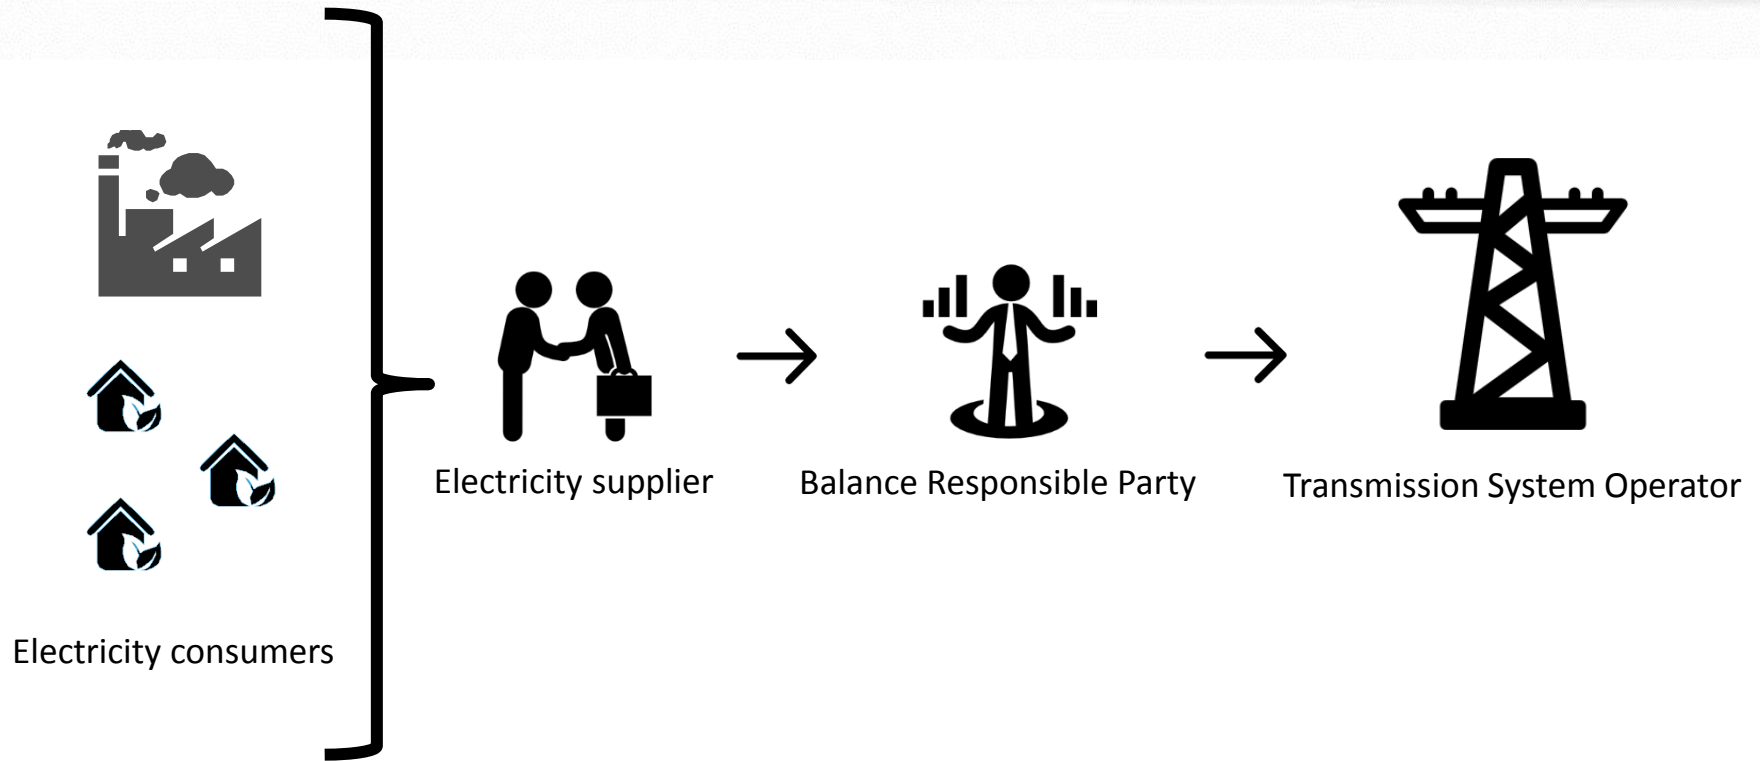 Electricity supplier
Balance Responsible Party
Transmission System Operator
Electricity consumers